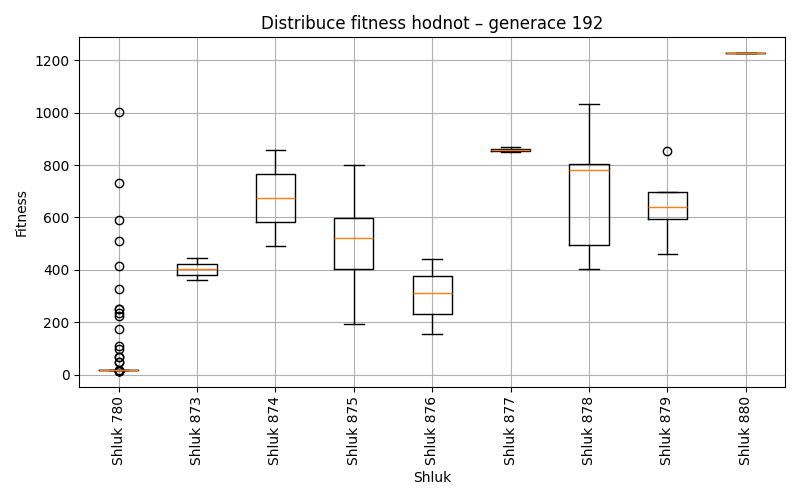 Distribuce fitness hodnot – generace 192
Fitness
1200
1000
800
600
400
200
0
Shluk 780
Shluk 873
Shluk 874
Shluk 875
Shluk 876
Shluk 877
Shluk 878
Shluk 879
Shluk 880
Shluk